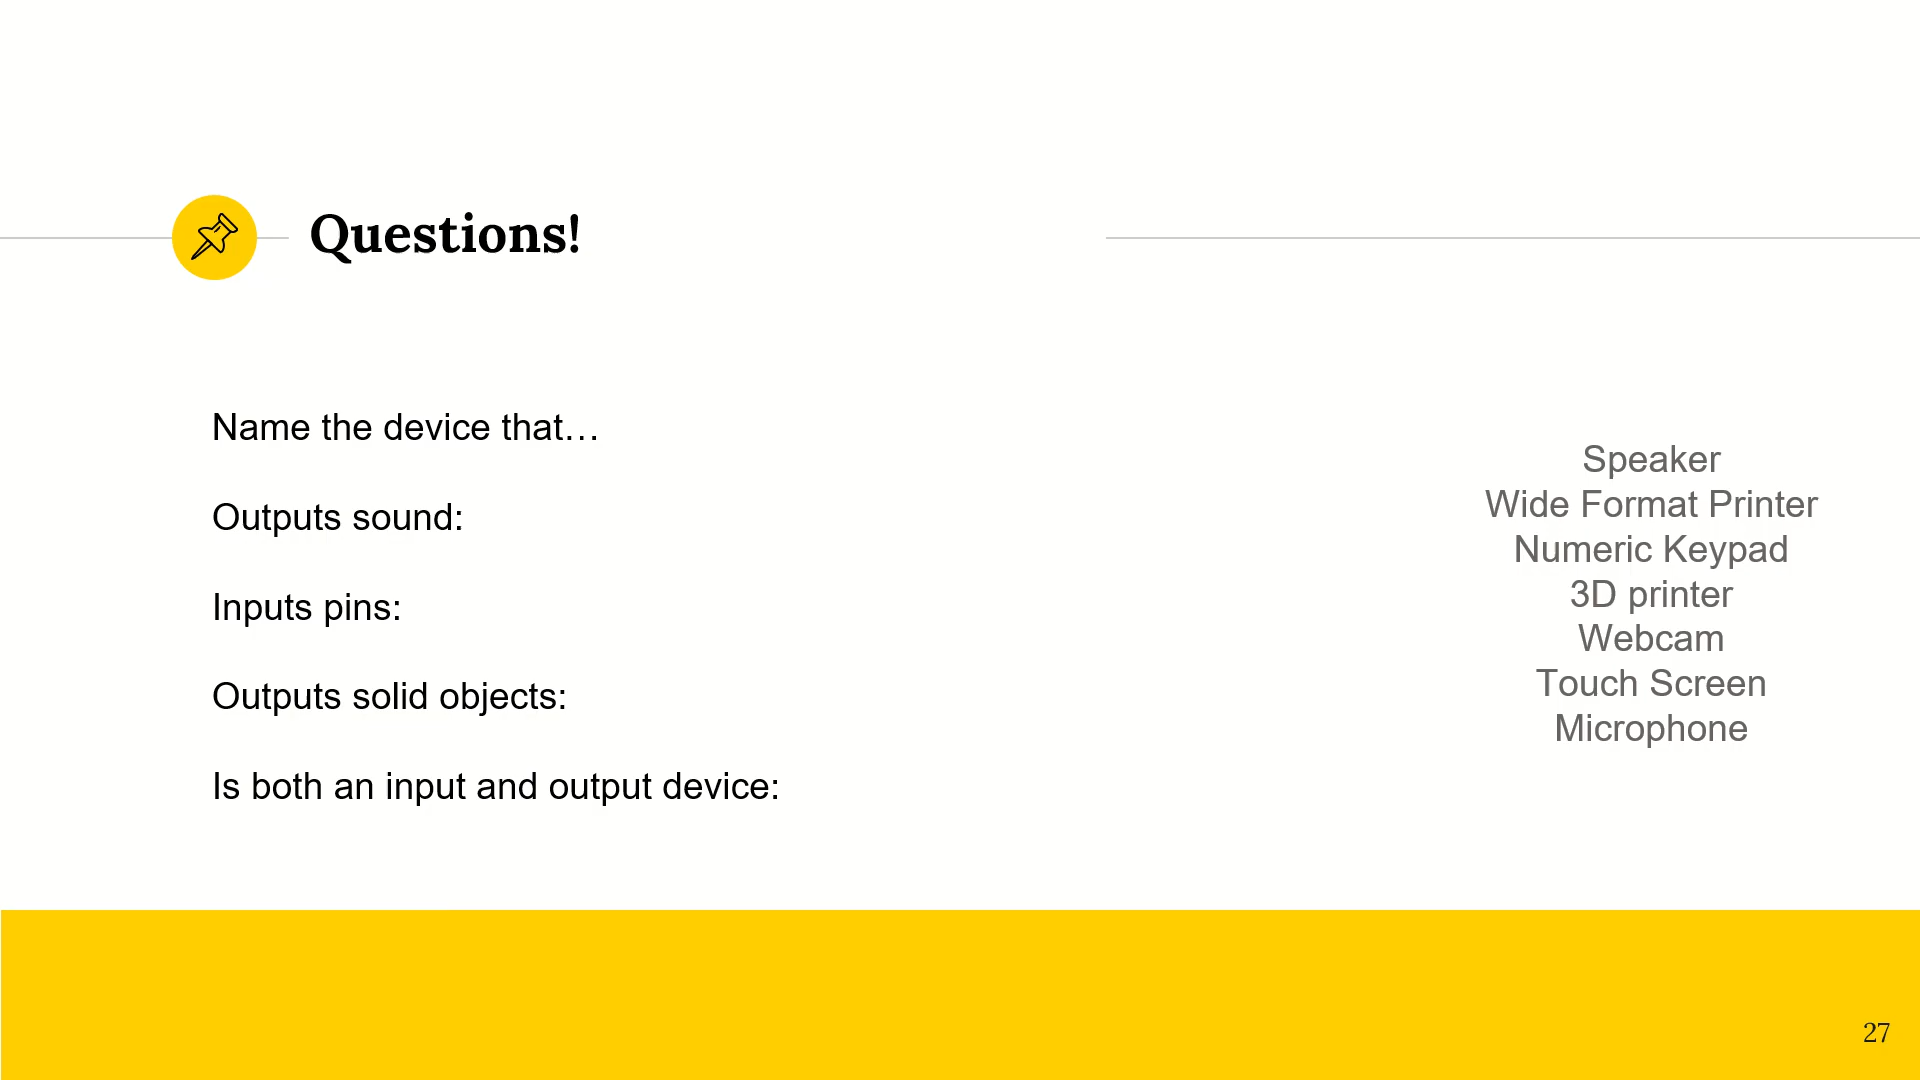 Questions!
Name the device that…
Outputs sound:
Inputs pins:
Outputs solid objects:
Is both an input and output device:
Speaker
Wide Format Printer
Numeric Keypad
3D printer
Webcam
Touch Screen
Microphone
27